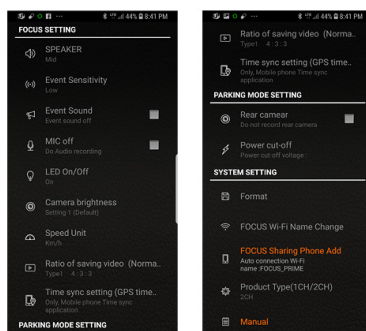 44% 8:41 PM
FOCUS SETTING
SPEAKER
Mid
Event Sensitivity
Low
Event Sound
Event sound off
MIC off
Do Audio recording
LED On/Off
On
Camera brightness
Setting 1 (Default)
Speed Unit
Km/h
Ratio of saving video (Norma..
Type1 4 : 3 : 3
Time sync setting (GPS time..
Only, Mobile phone Time sync
application
PARKING MODE SETTING
44% 8:41 PM
Ratio of saving video (Norma..
Type1 4 : 3 : 3
Time sync setting (GPS time..
Only, Mobile phone Time sync
application
PARKING MODE SETTING
Rear camear
Do not record rear camera
Power cut-off
Power cut-off voltage :
SYSTEM SETTING
Format
FOCUS Wi-Fi Name Change
FOCUS Sharing Phone Add
Auto connection Wi-Fi
name :FOCUS_PRIME
Product Type(1CH/2CH)
2CH
Manual